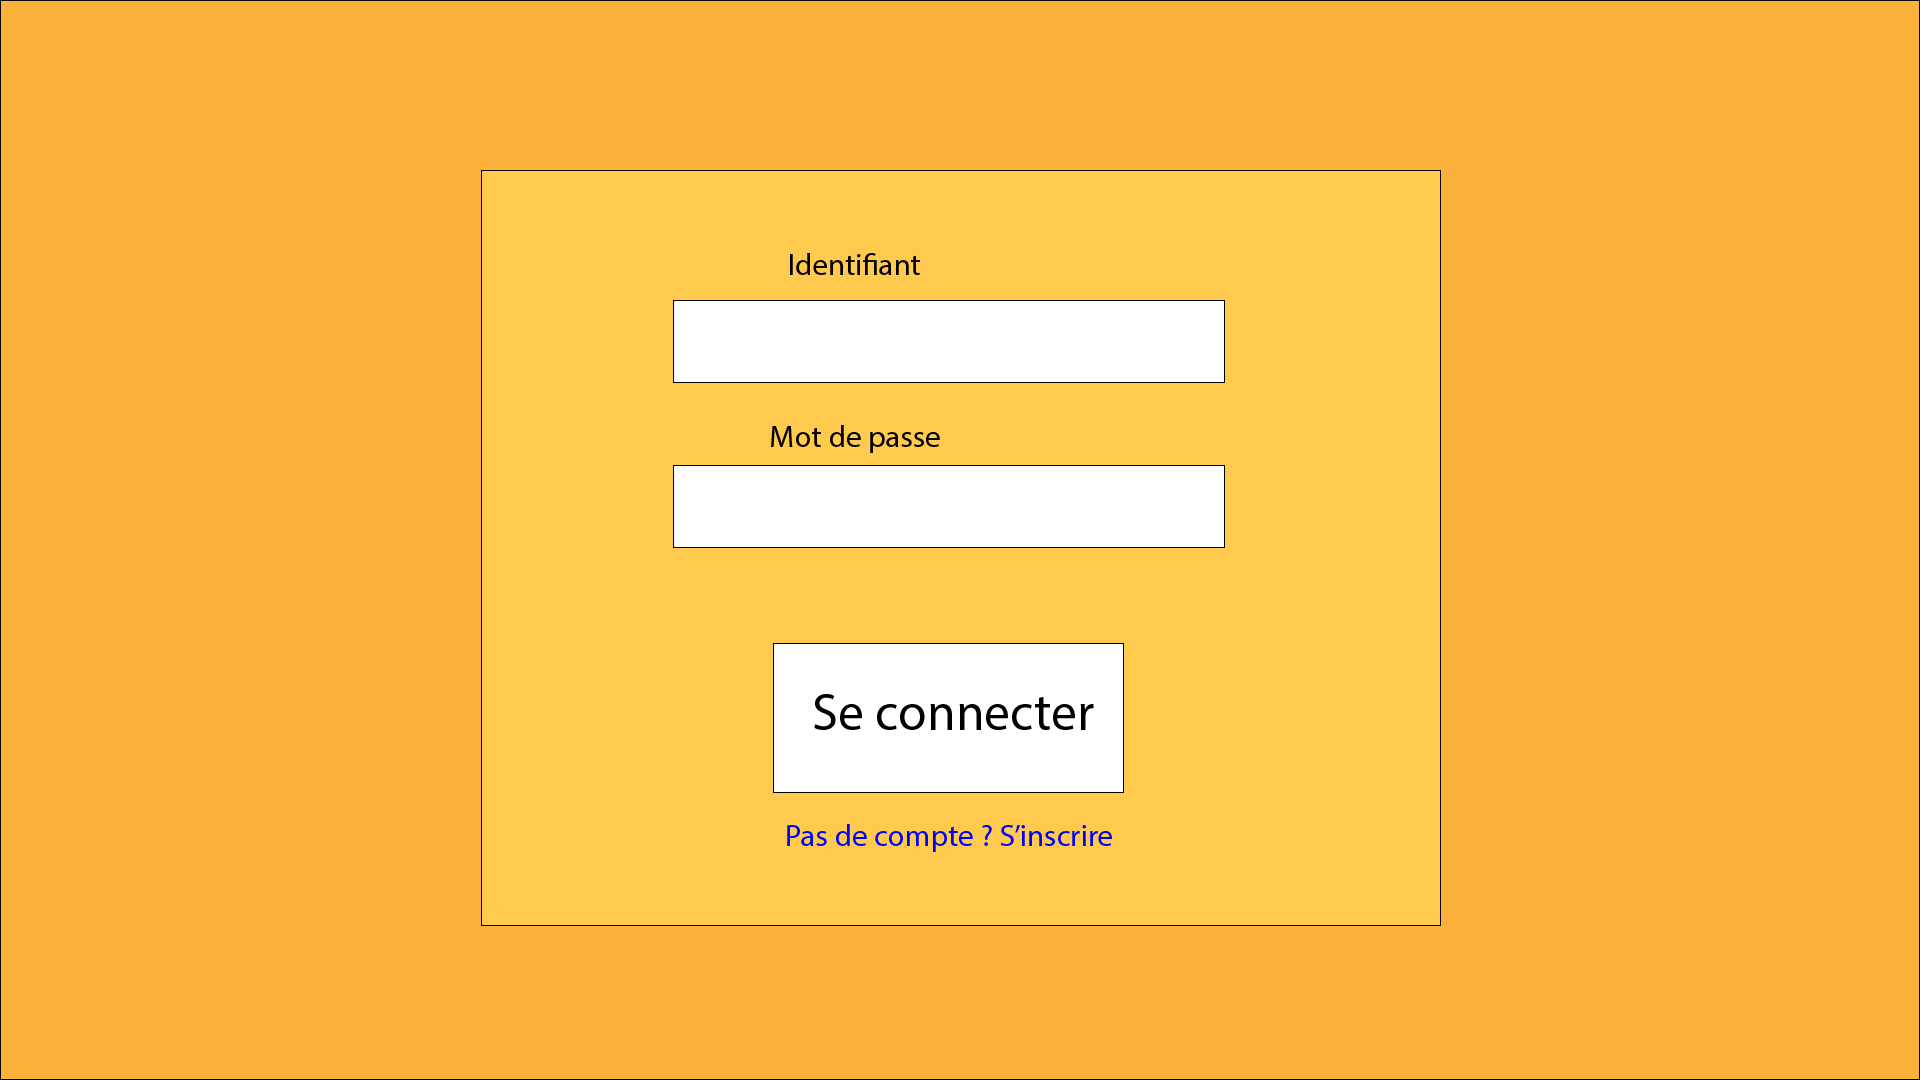 Identifiant
Mot de passe
Se connecter
Pas de compte ? S’inscrire